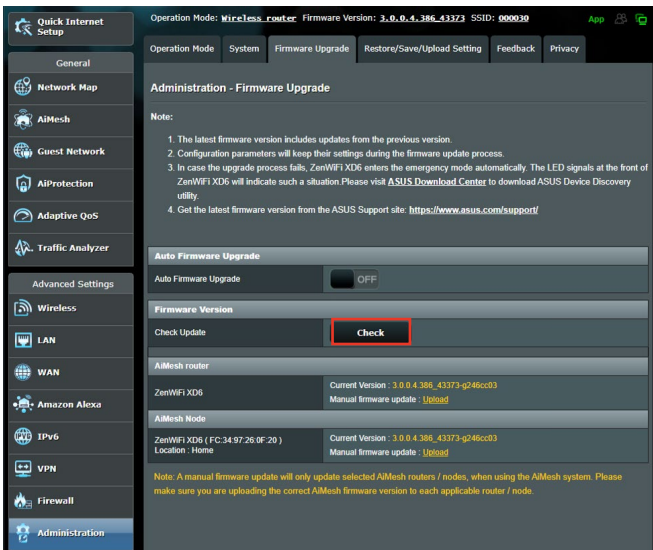 Quick Internet
Setup
General
Network Map
AiMesh
Guest Network
AiProtection
Adaptive QoS
Traffic Analyzer
Advanced Settings
Wireless
LAN
WAN
Amazon Alexa
IPv6
VPN
Firewall
Administration
Operation Mode: Wireless router Firmware Version: 3.0.0.4.386_43373 SSID: 000030
App
Operation Mode System Firmware Upgrade Restore/Save/Upload Setting Feedback Privacy
Administration - Firmware Upgrade
Note:
1. The latest firmware version includes updates from the previous version.
2. Configuration parameters will keep their settings during the firmware update process.
3. In case the upgrade process fails, ZenWiFi XD6 enters the emergency mode automatically. The LED signals at the front of
ZenWiFi XD6 will indicate such a situation.Please visit ASUS Download Center to download ASUS Device Discovery
utility.
4. Get the latest firmware version from the ASUS Support site: https://www.asus.com/support/
Auto Firmware Upgrade
Auto Firmware Upgrade OFF
Firmware Version
Check Update Check
AiMesh router
ZenWiFi XD6
Current Version : 3.0.0.4.386_43373-g246cc03
Manual firmware update : Upload
AiMesh Node
ZenWiFi XD6 ( FC:34:97:26:0F:20 )
Location : Home
Current Version : 3.0.0.4.386_43373-g246cc03
Manual firmware update : Upload
Note: A manual firmware update will only update selected AiMesh routers / nodes, when using the AiMesh system. Please
make sure you are uploading the correct AiMesh firmware version to each applicable router / node.